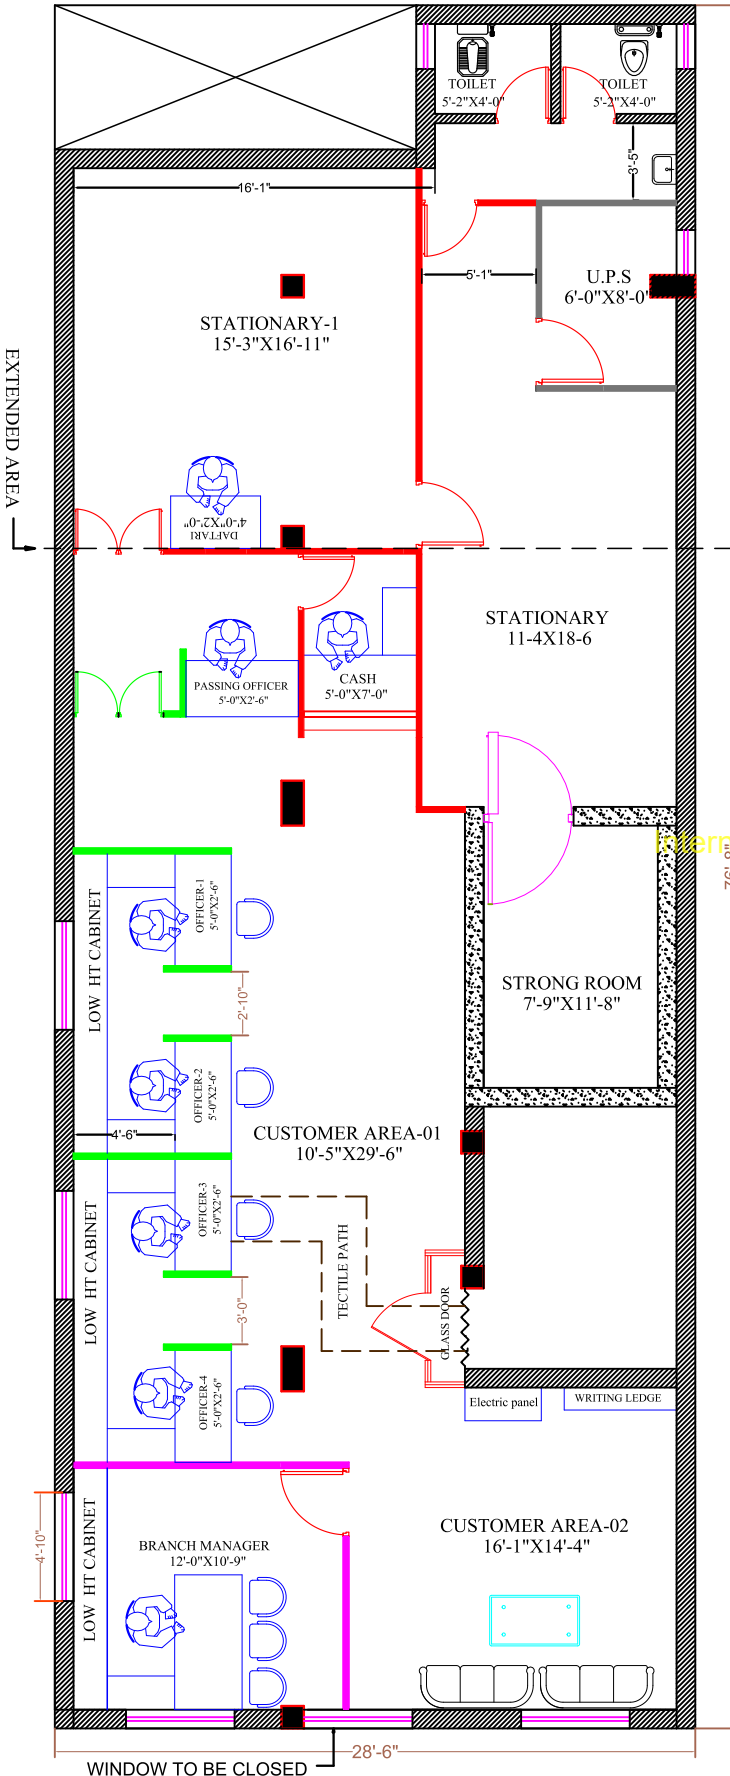 TOILET
5'-2"X4'-0"
TOILET
5'-2"X4'-0"
3'-5"
16'-1"
5'-1"
U.P.S
6'-0"X8'-0"
STATIONARY-1
15'-3"X16'-11"
EXTENDED AREA
DAFTARI
4'-0"X2'-0"
STATIONARY
11-4X18-6
PASSING OFFICER
5'-0"X2'-6"
CASH
5'-0"X7'-0"
Intern
LOW HT CABINET
OFFICER-1
5'-0"X2'-6"
2'-10"
STRONG ROOM
7'-9"X11'-8"
OFFICER-2
5'-0"X2'-6"
4'-6"
CUSTOMER AREA-01
10'-5"X29'-6"
LOW HT CABINET
OFFICER-3
5'-0"X2'-6"
TECTILE PATH
3'-0"
GLASS DOOR
OFFICER-4
5'-0"X2'-6"
Electric panel
WRITING LEDGE
LOW HT CABINET
4'-10"
BRANCH MANAGER
12'-0"X10'-9"
CUSTOMER AREA-02
16'-1"X14'-4"
28'-6"
WINDOW TO BE CLOSED